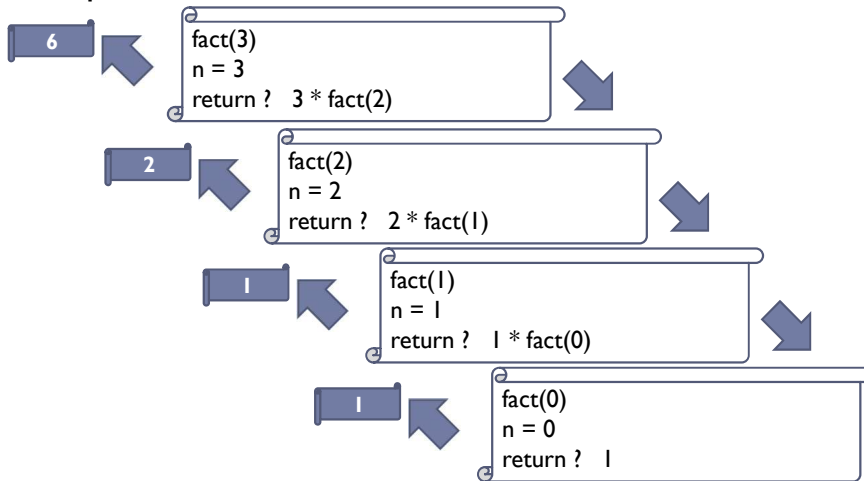 6
fact(3)
n = 3
return ? 3 * fact(2)
2
fact(2)
n = 2
return ? 2 * fact(1)
1
fact(1)
n = 1
return ? 1 * fact(0)
1
fact(0)
n = 0
return ? 1